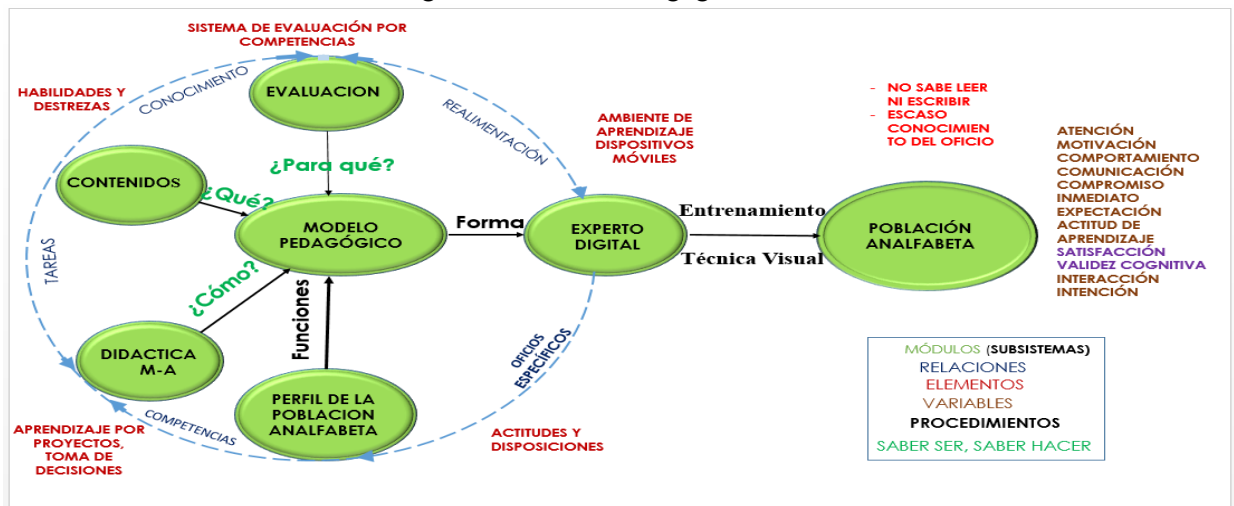 SISTEMA DE EVALUACIÓN POR
COMPETENCIAS
HABILIDADES Y
DESTREZAS
CONOCIMIENTO
EVALUACION
REALIMENTACIÓN
¿Para qué?
AMBIENTE DE
APRENDIZAJE
DISPOSITIVOS
MÓVILES
- NO SABE LEER
NI ESCRIBIR
- ESCASO
CONOCIMIEN
TO DEL OFICIO
CONTENIDOS
¿Qué?
MODELO
PEDAGÓGICO
Forma
EXPERTO
DIGITAL
Entrenamiento
Técnica Visual
POBLACIÓN
ANALFABETA
ATENCIÓN
MOTIVACIÓN
COMPORTAMIENTO
COMUNICACIÓN
COMPROMISO
INMEDIATO
EXPECTACIÓN
ACTITUD DE
APRENDIZAJE
SATISFACCIÓN
VALIDEZ COGNITIVA
INTERACCIÓN
INTENCIÓN
TAREAS
¿Cómo?
Funciones
DIDACTICA
M-A
OFICIOS
ESPECÍFICOS
PERFIL DE LA
POBLACION
ANALFABETA
COMPETENCIAS
APRENDIZAJE POR
PROYECTOS,
TOMA DE
DECISIONES
ACTITUDES Y
DISPOSICIONES
MÓDULOS (SUBSISTEMAS)
RELACIONES
ELEMENTOS
VARIABLES
PROCEDIMIENTOS
SABER SER, SABER HACER